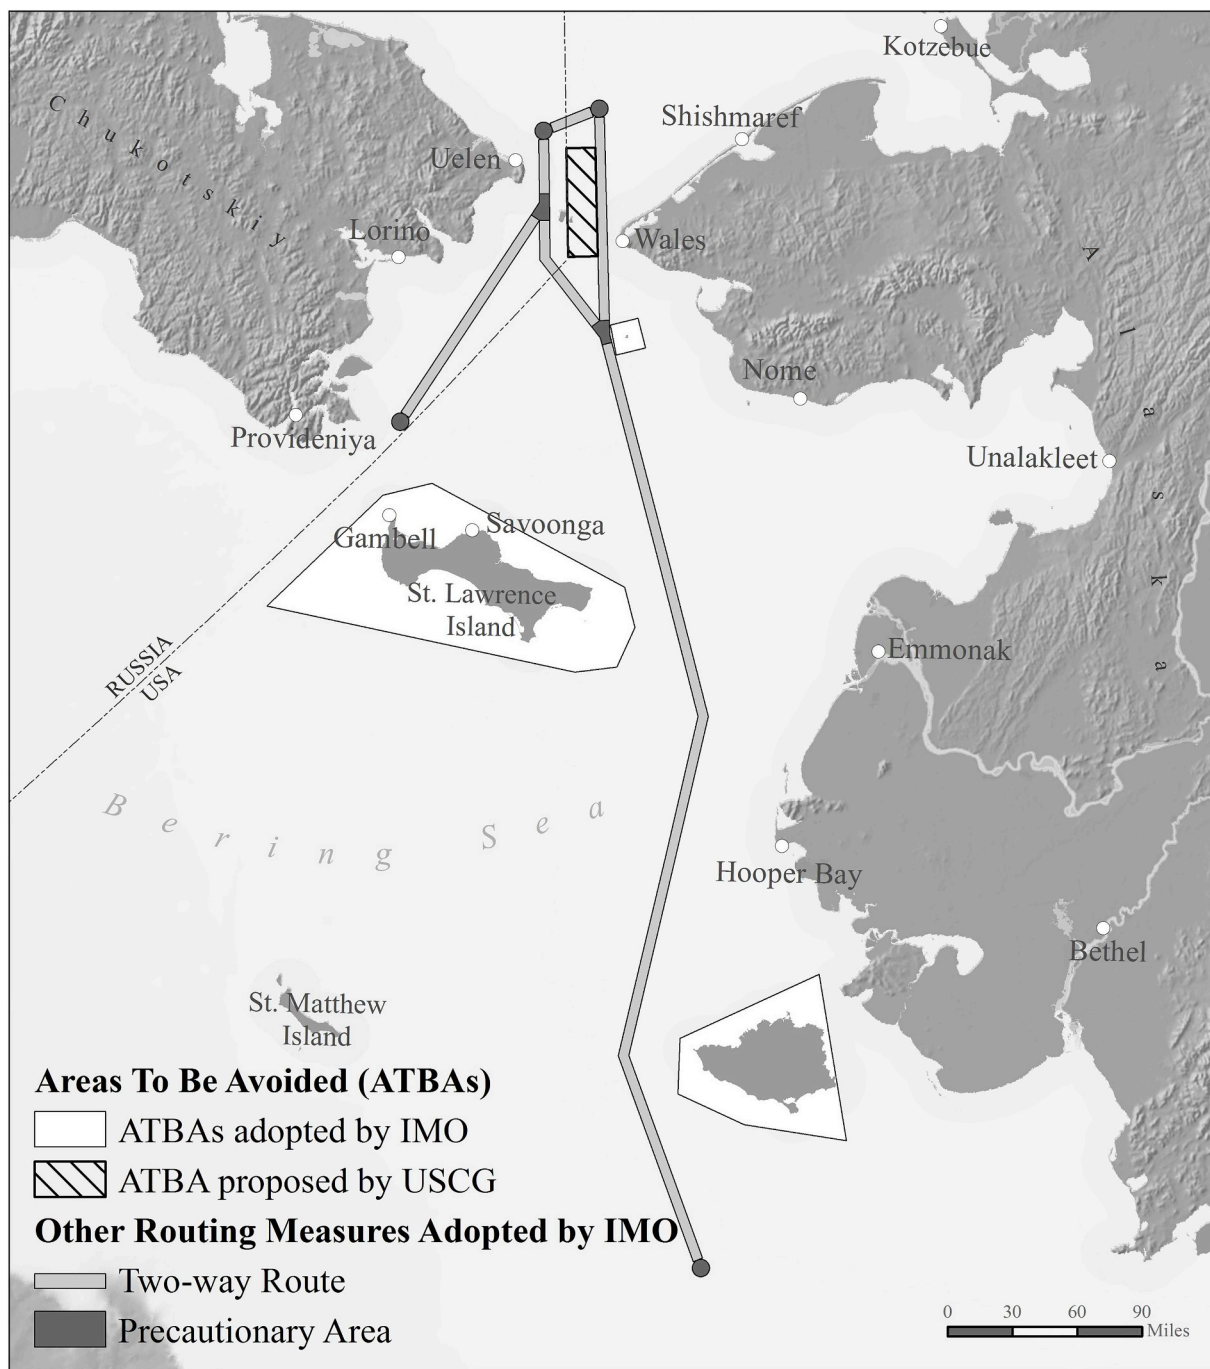 Kotzebue
Shishmaref
Chukotskiy
Uelen
Lorino
Wales
Alaska
Nome
Provideniya
Unalakleet
Gambell
Savoonga
St. Lawrence
Island
Emmonak
RUSSIA
USA
Bering Sea
Hooper Bay
Bethel
St. Matthew
Island
Areas To Be Avoided (ATBAs)
ATBAs adopted by IMO
ATBA proposed by USCG
Other Routing Measures Adopted by IMO
Two-way Route
Precautionary Area
0 30 60 90
Miles